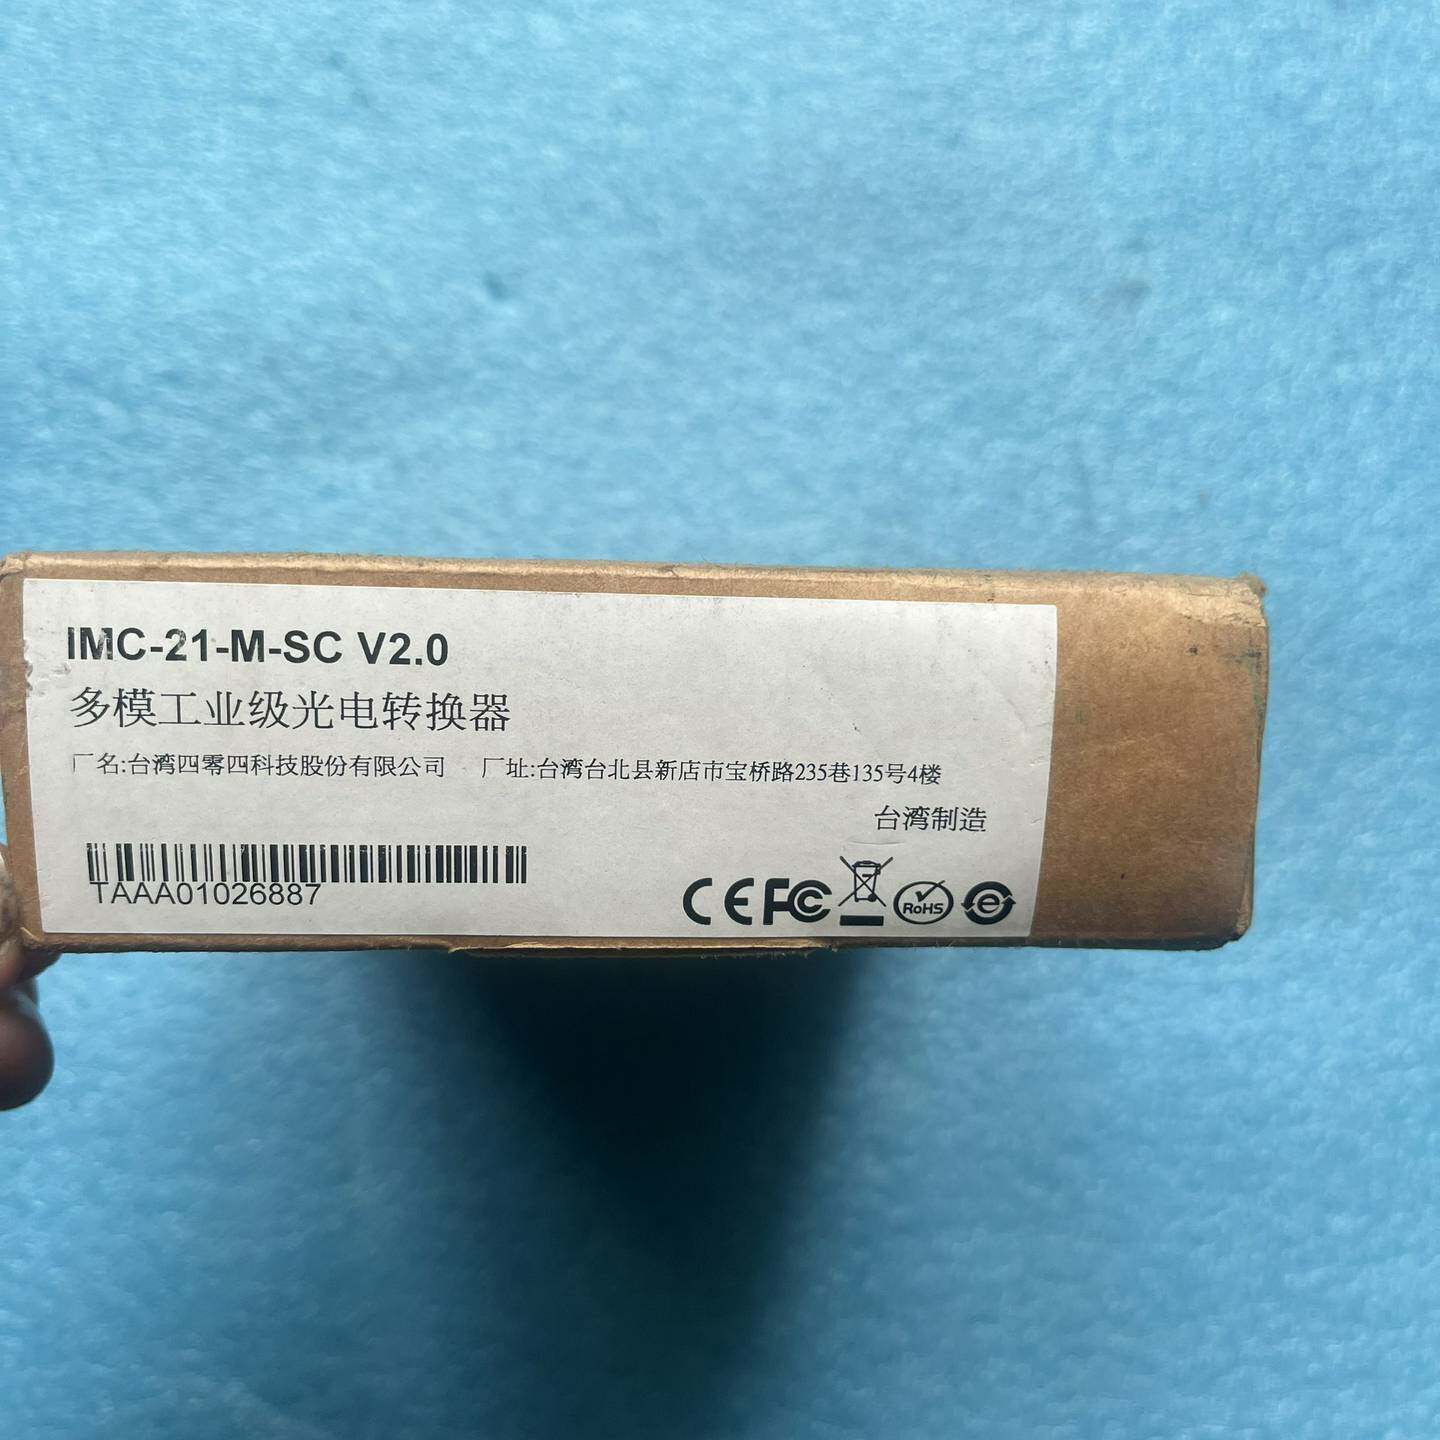 IMC-21-M-SC V2.0
多模工业级光电转换器
厂名:台湾四零四科技股份有限公司 厂址:台湾台北县新店市宝桥路235巷135号4楼
台湾制造
TAAA01026887
CE FC RoHS e